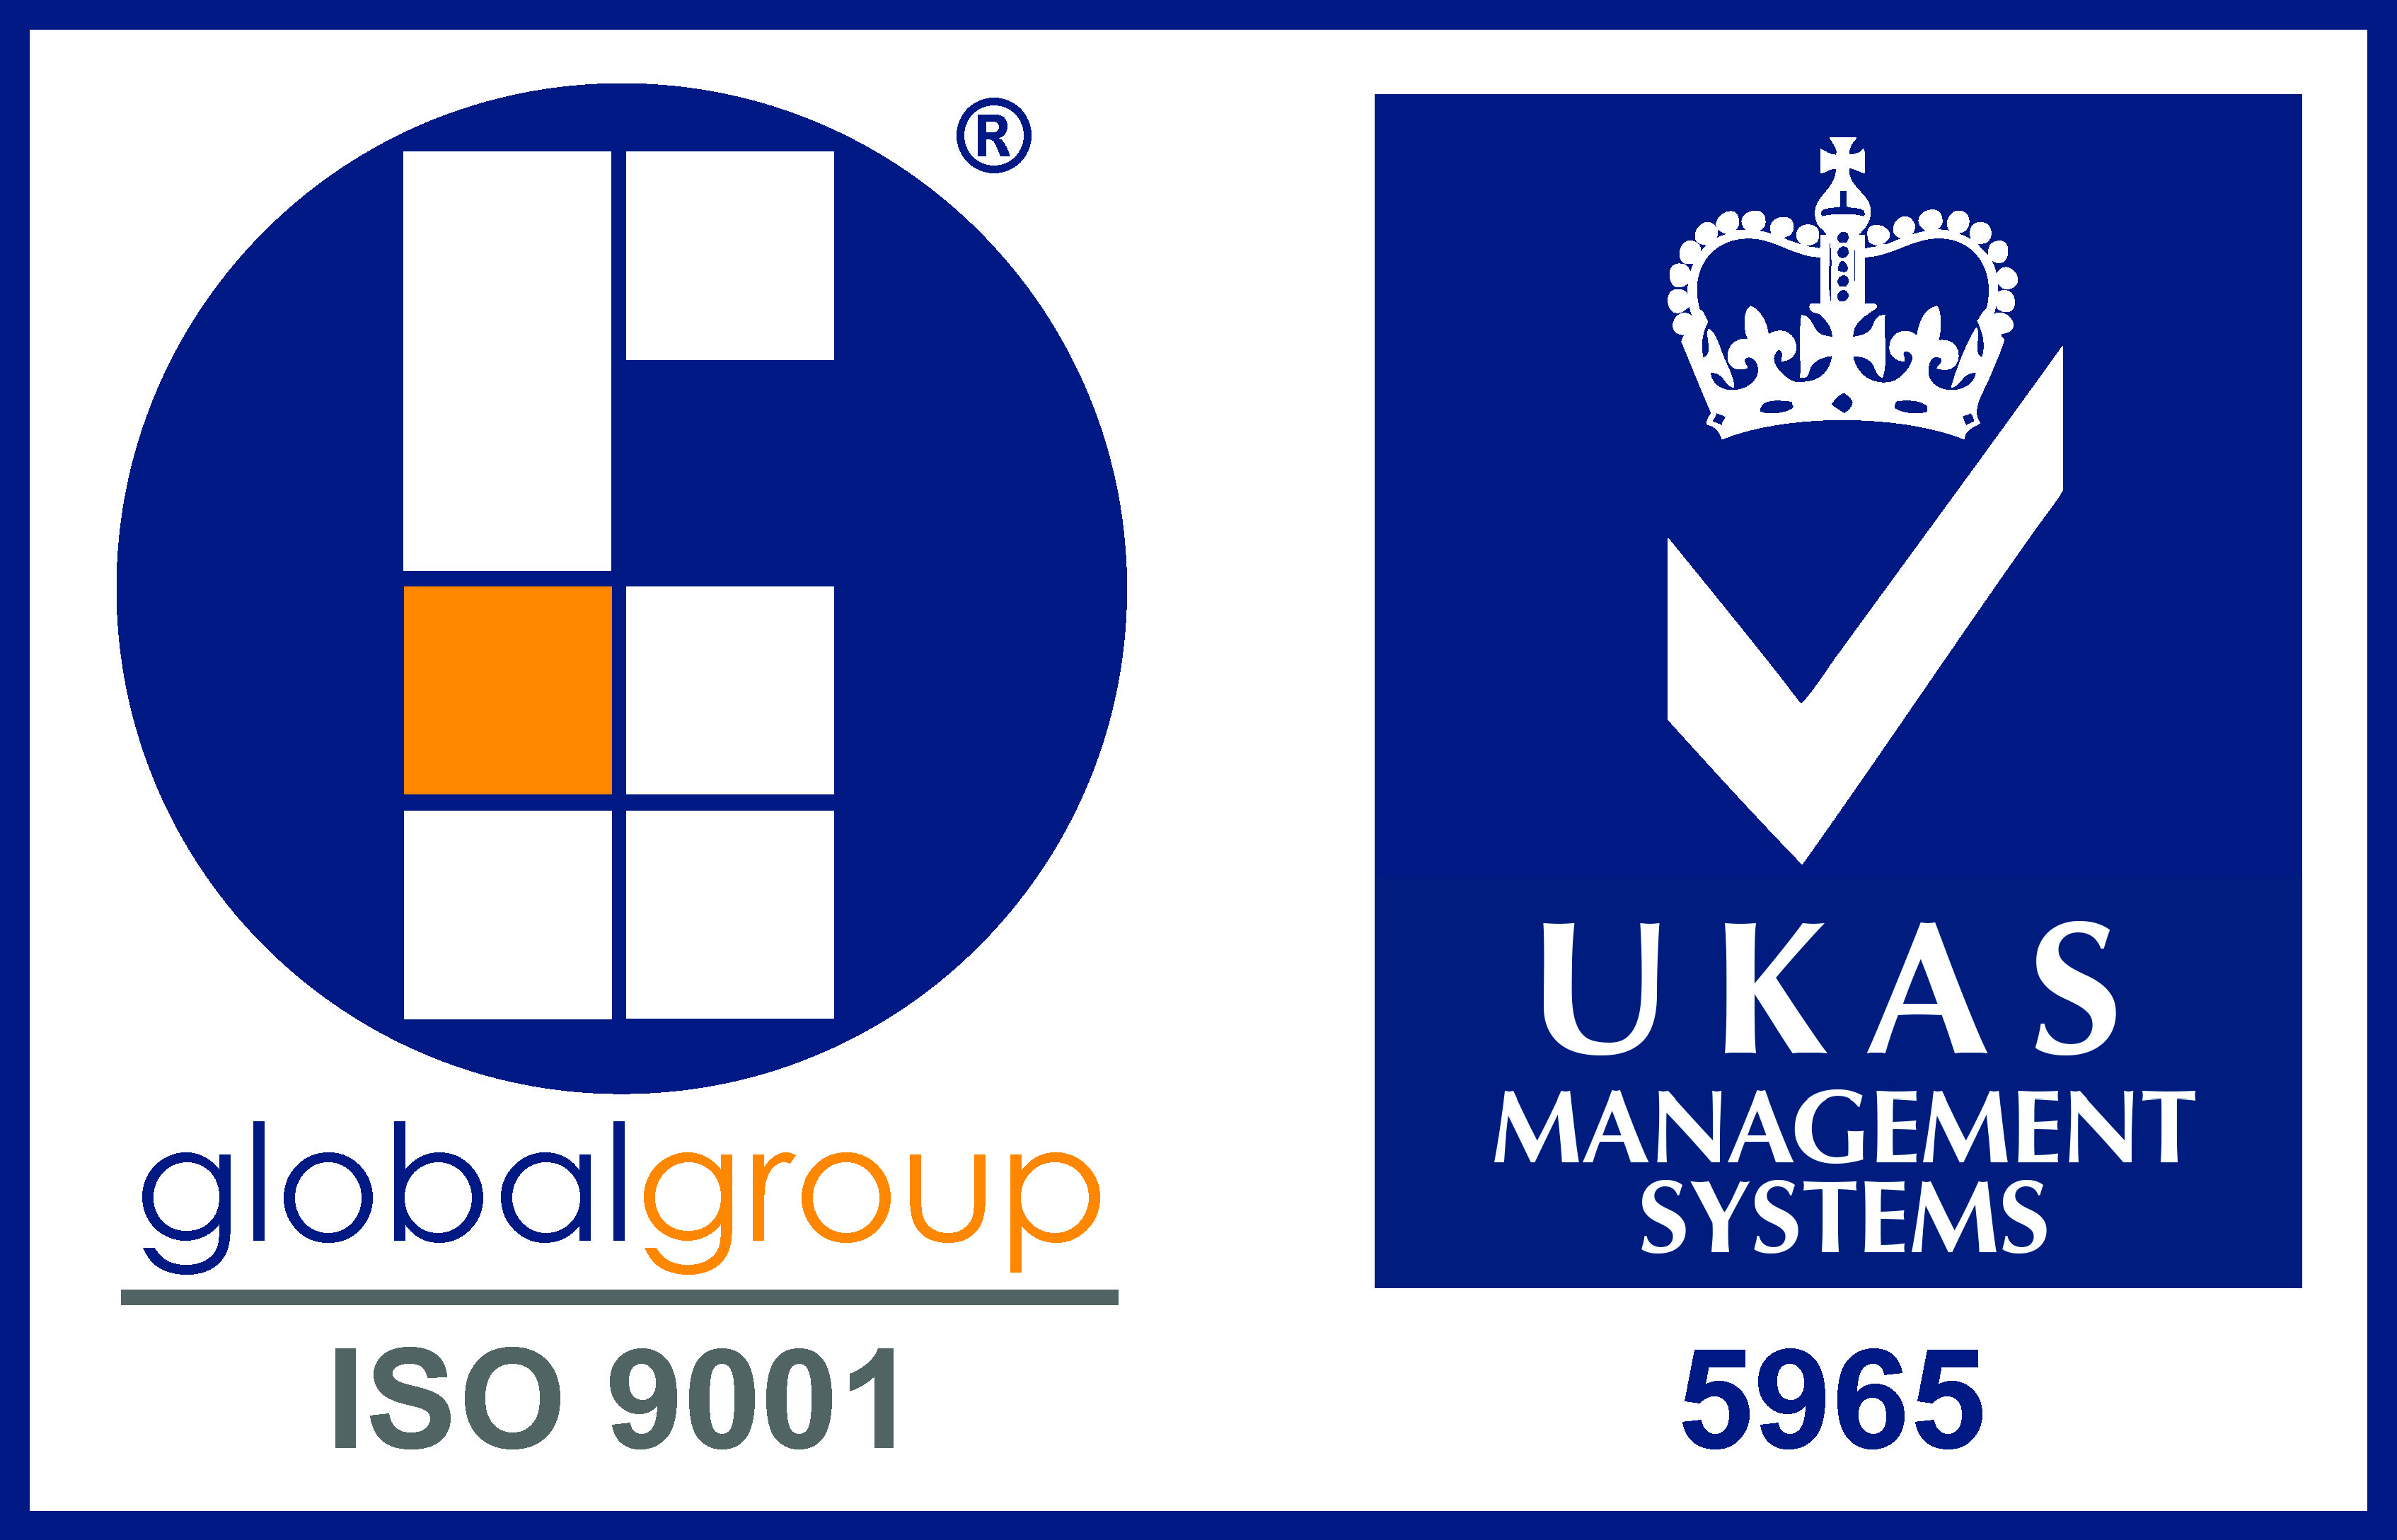 ®
globalgroup
ISO 9001
UKAS
MANAGEMENT
SYSTEMS
5965